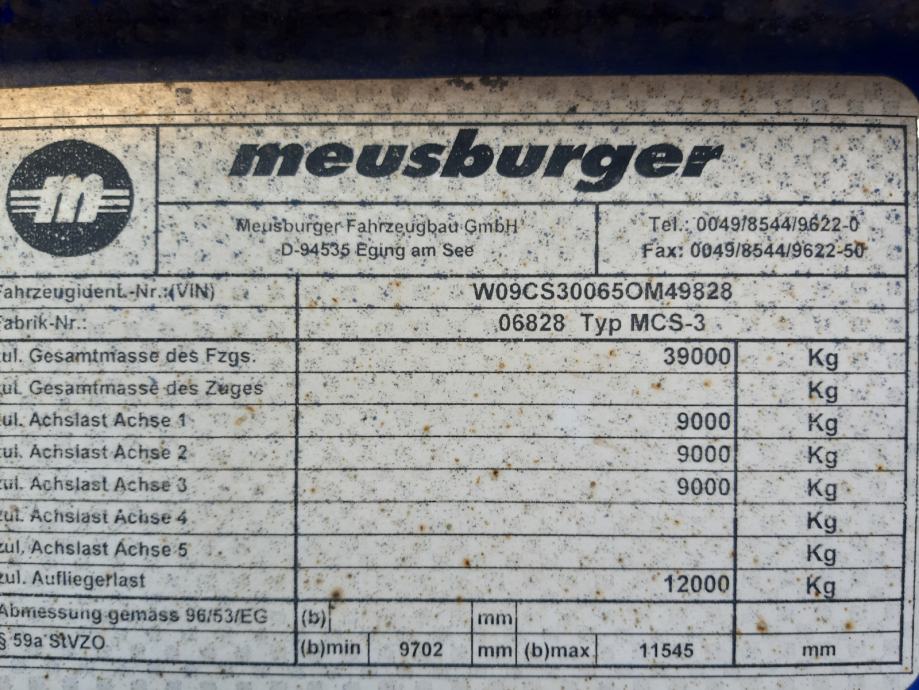 m
meusburger
Meusburger Fahrzeugbau GmbH
D-94535 Eging am See
Tel.: 0049/8544/9622-0
Fax: 0049/8544/9622-50
Fahrzeugident.-Nr.:(VIN) W09CS30065OM49828
Fabrik-Nr.: 06828 Typ MCS-3
zul. Gesamtmasse des Fzgs. 39000 Kg
zul. Gesamtmasse des Zuges Kg
zul. Achslast Achse 1 9000 Kg
zul. Achslast Achse 2 9000 Kg
zul. Achslast Achse 3 9000 Kg
zul. Achslast Achse 4 Kg
zul. Achslast Achse 5 Kg
zul. Aufliegerlast 12000 Kg
Abmessung gemäss 96/53/EG (b) mm
§ 59a StVZO (b)min 9702 mm (b)max 11545 mm